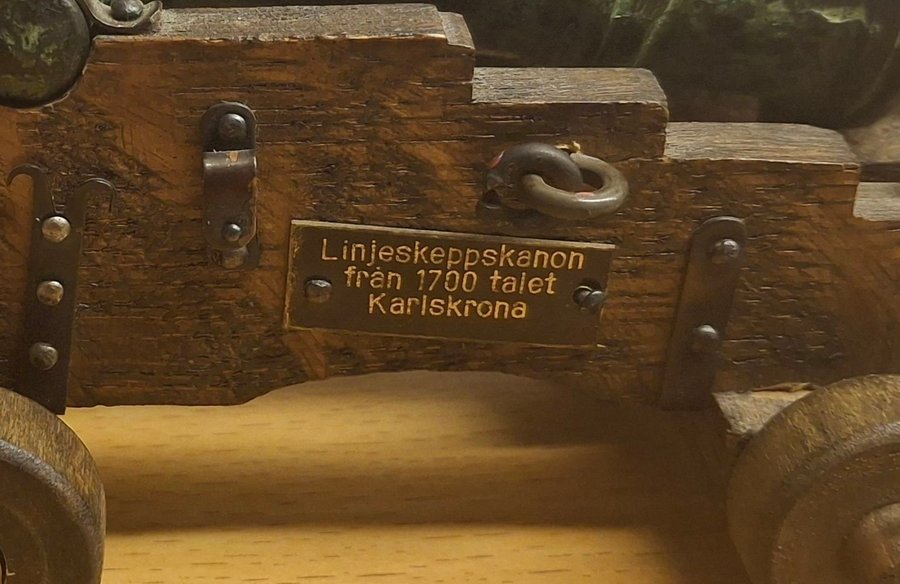 Linjeskeppskanon
från 1700 talet
Karlskrona